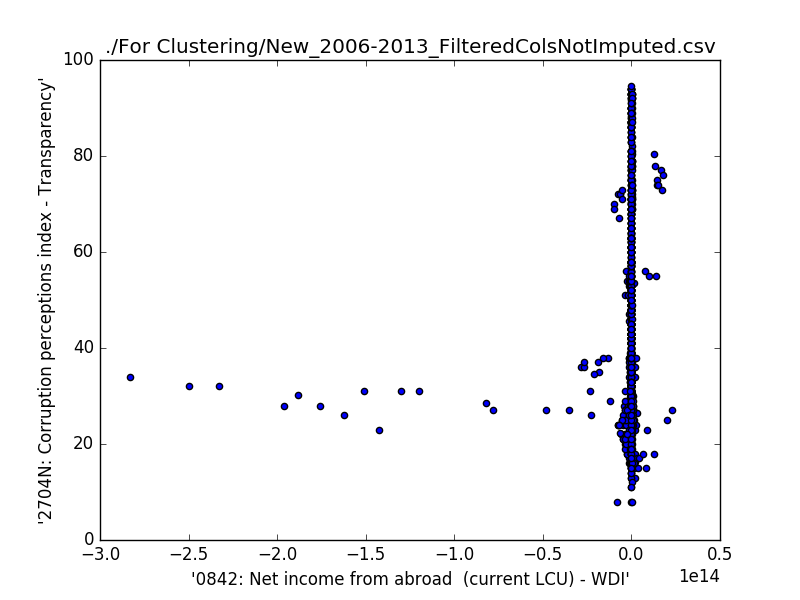 ./For Clustering/New_2006-2013_FilteredColsNotImputed.csv
'2704N: Corruption perceptions index - Transparency'
100
80
60
40
20
0
−3.0 −2.5 −2.0 −1.5 −1.0 −0.5 0.0 0.5
'0842: Net income from abroad  (current LCU) - WDI'
1e14